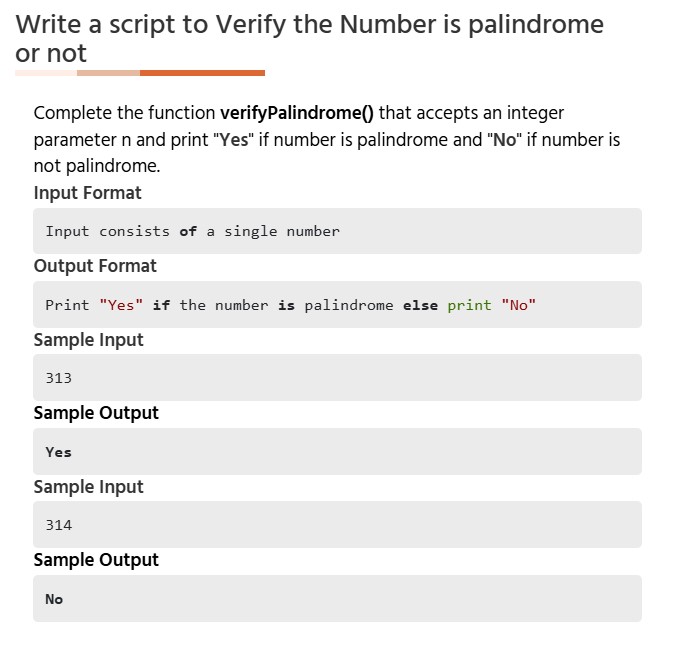 Write a script to Verify the Number is palindrome
or not
Complete the function verifyPalindrome() that accepts an integer
parameter n and print "Yes" if number is palindrome and "No" if number is
not palindrome.
Input Format
Input consists of a single number
Output Format
Print "Yes" if the number is palindrome else print "No"
Sample Input
313
Sample Output
Yes
Sample Input
314
Sample Output
No